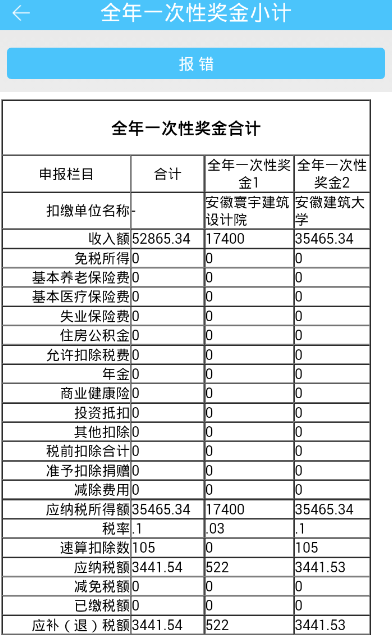 全年一次性奖金小计
报 错
全年一次性奖金合计
申报栏目 合计 全年一次性奖金1 全年一次性奖金2
扣缴单位名称 - 安徽寰宇建筑设计院 安徽建筑大学
收入额 52865.34 17400 35465.34
免税所得 0 0 0
基本养老保险费 0 0 0
基本医疗保险费 0 0 0
失业保险费 0 0 0
住房公积金 0 0 0
允许扣除税费 0 0 0
年金 0 0 0
商业健康险 0 0 0
投资抵扣 0 0 0
其他扣除 0 0 0
税前扣除合计 0 0 0
准予扣除捐赠 0 0 0
减除费用 0 0 0
应纳税所得额 35465.34 17400 35465.34
税率 .1 .03 .1
速算扣除数 105 0 105
应纳税额 3441.54 522 3441.53
减免税额 0 0 0
已缴税额 0 0 0
应补（退）税额 3441.54 522 3441.53